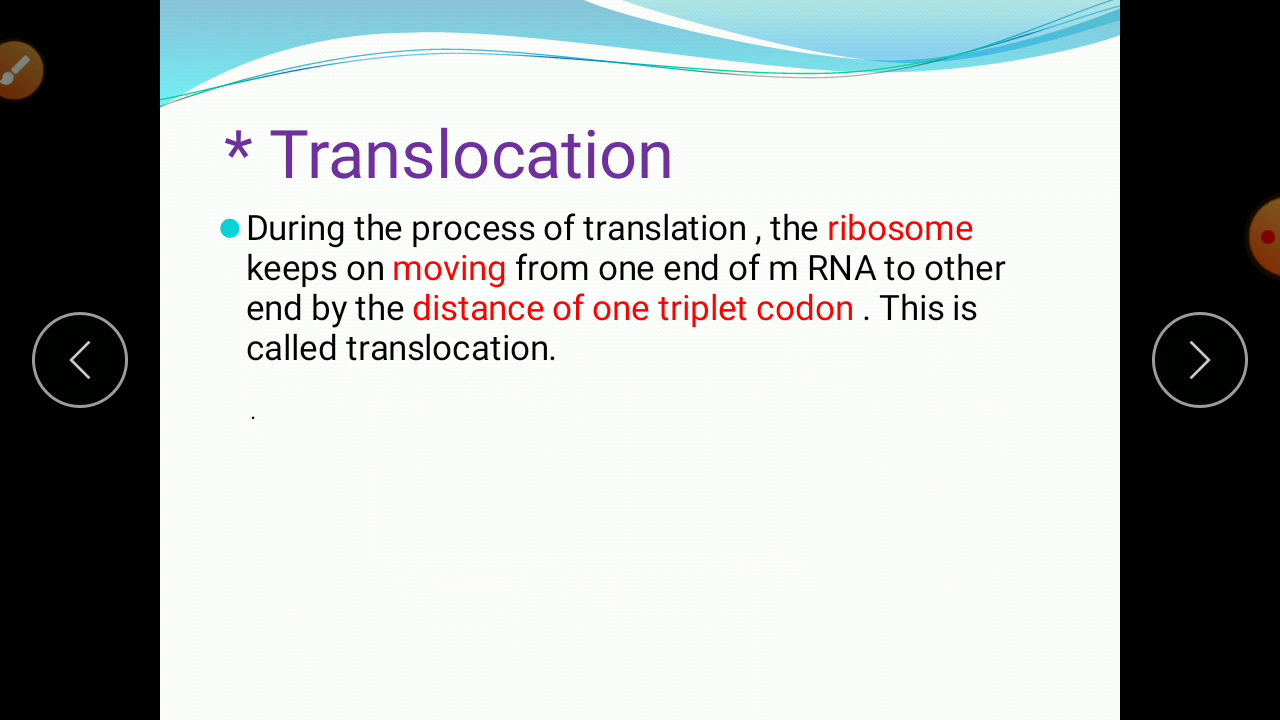 * Translocation
During the process of translation , the ribosome
keeps on moving from one end of m RNA to other
end by the distance of one triplet codon . This is
called translocation.
.